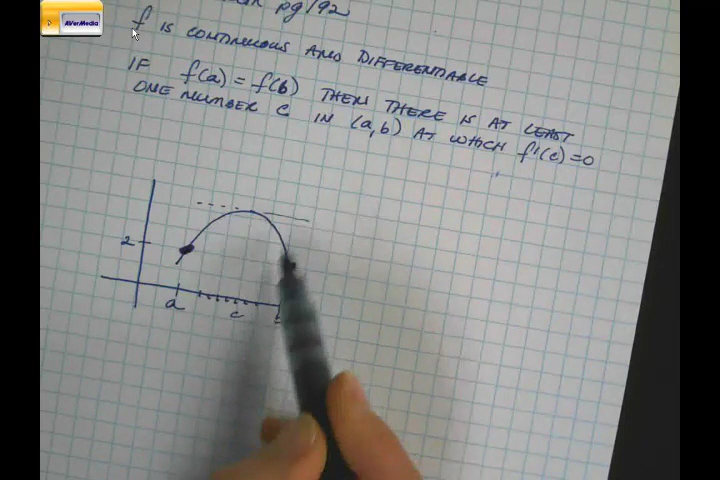 AVerMedia
pg 192
f IS CONTINUOUS AND DIFFERENTIABLE
IF f(a) = f(b) THEN THERE IS AT LEAST
ONE NUMBER C IN (a,b) AT WHICH f'(c)=0
2
a
c